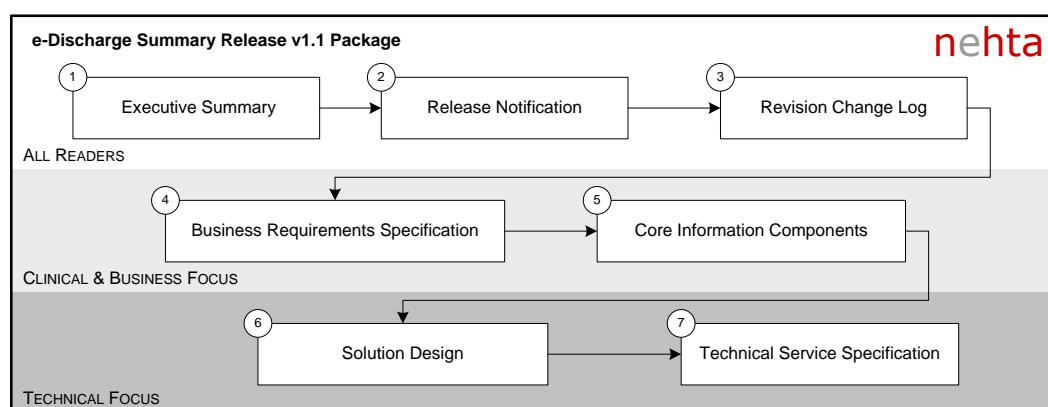 e-Discharge Summary Release v1.1 Package
nehta
1
Executive Summary
2
Release Notification
3
Revision Change Log
ALL READERS
4
Business Requirements Specification
5
Core Information Components
CLINICAL & BUSINESS FOCUS
6
Solution Design
7
Technical Service Specification
TECHNICAL FOCUS